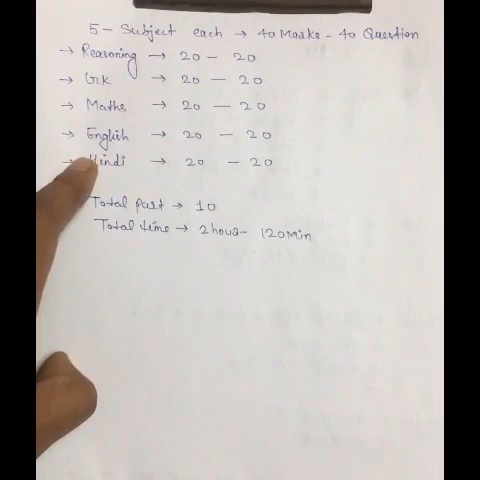 5 - Subject each → 40 Marks - 40 Question
→ Reasoning → 20 - 20
→ GK → 20 - 20
→ Maths → 20 - 20
→ English → 20 - 20
→ Hindi → 20 - 20
Total part → 10
Total time → 2 hous - 120 Min